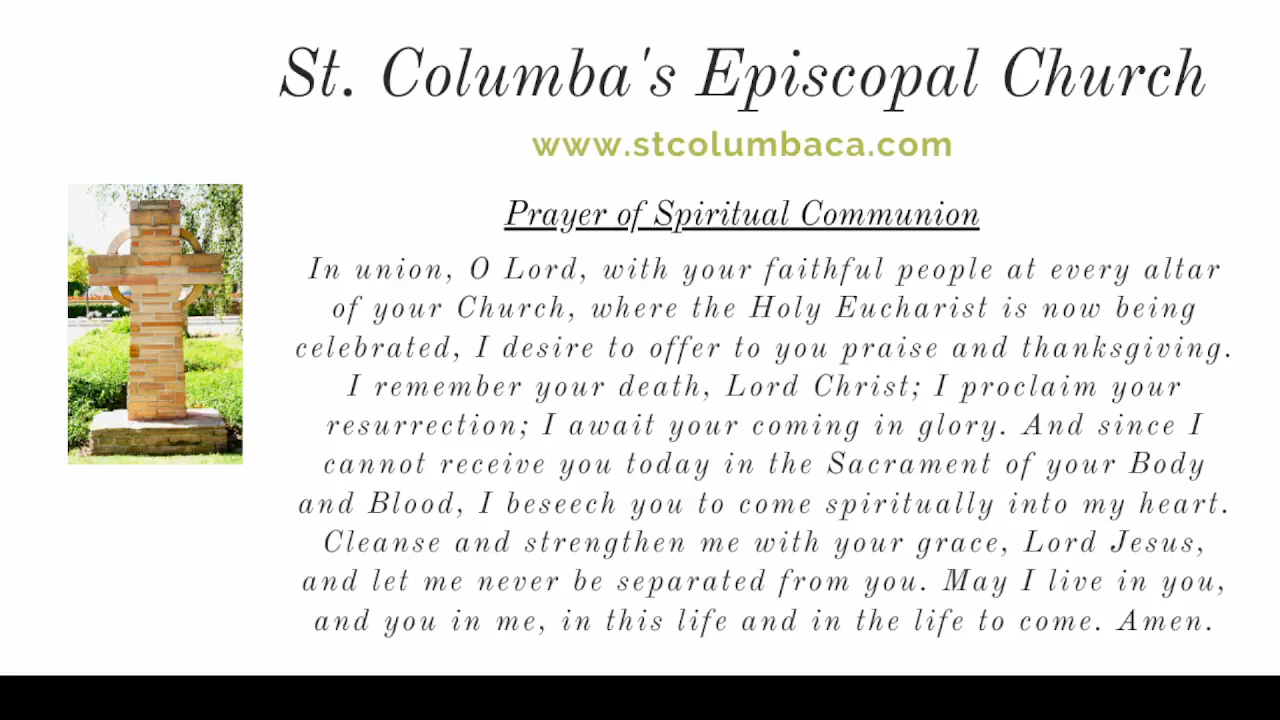 St. Columba's Episcopal Church
www.stcolumbaca.com
Prayer of Spiritual Communion
In union, O Lord, with your faithful people at every altar
of your Church, where the Holy Eucharist is now being
celebrated, I desire to offer to you praise and thanksgiving.
I remember your death, Lord Christ; I proclaim your
resurrection; I await your coming in glory. And since I
cannot receive you today in the Sacrament of your Body
and Blood, I beseech you to come spiritually into my heart.
Cleanse and strengthen me with your grace, Lord Jesus,
and let me never be separated from you. May I live in you,
and you in me, in this life and in the life to come. Amen.